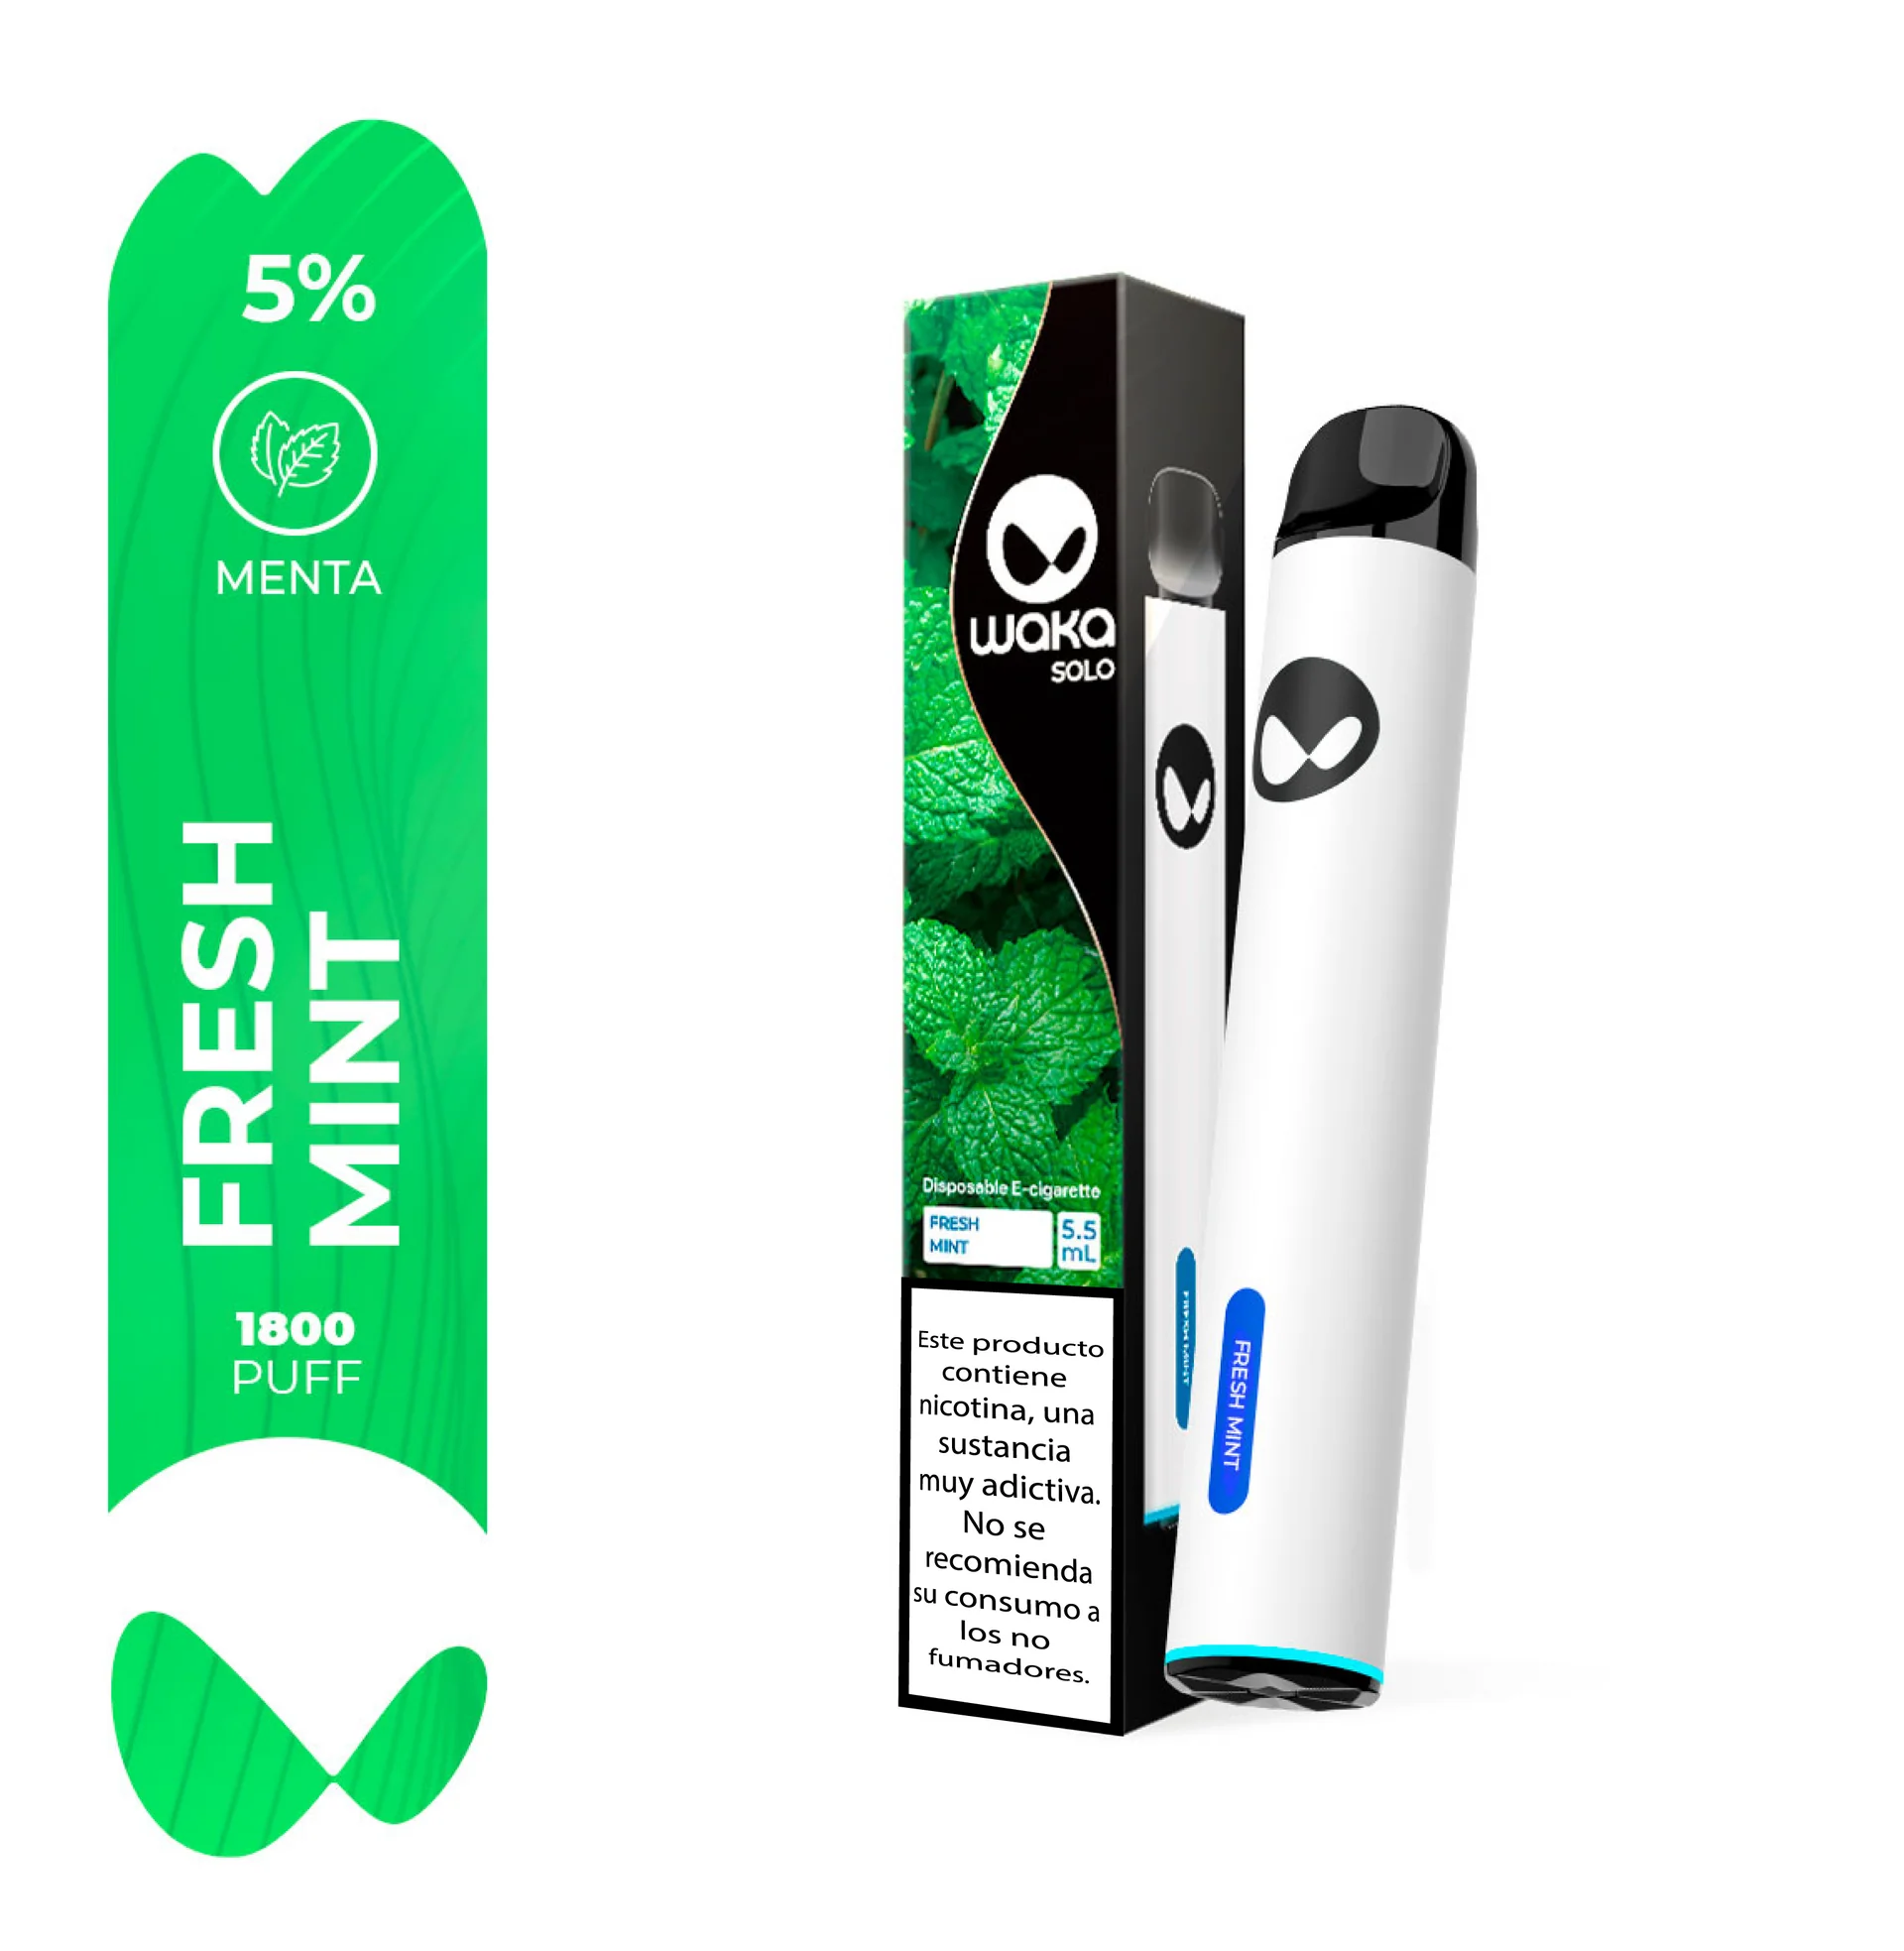 5%
MENTA
FRESH
MINT
1800
PUFF
waka
SOLO
Disposable E-cigarette
FRESH
MINT
5.5
mL
Este producto
contiene
nicotina, una
sustancia
muy adictiva.
No se
recomienda
su consumo a
los no
fumadores.
FRESH MINT